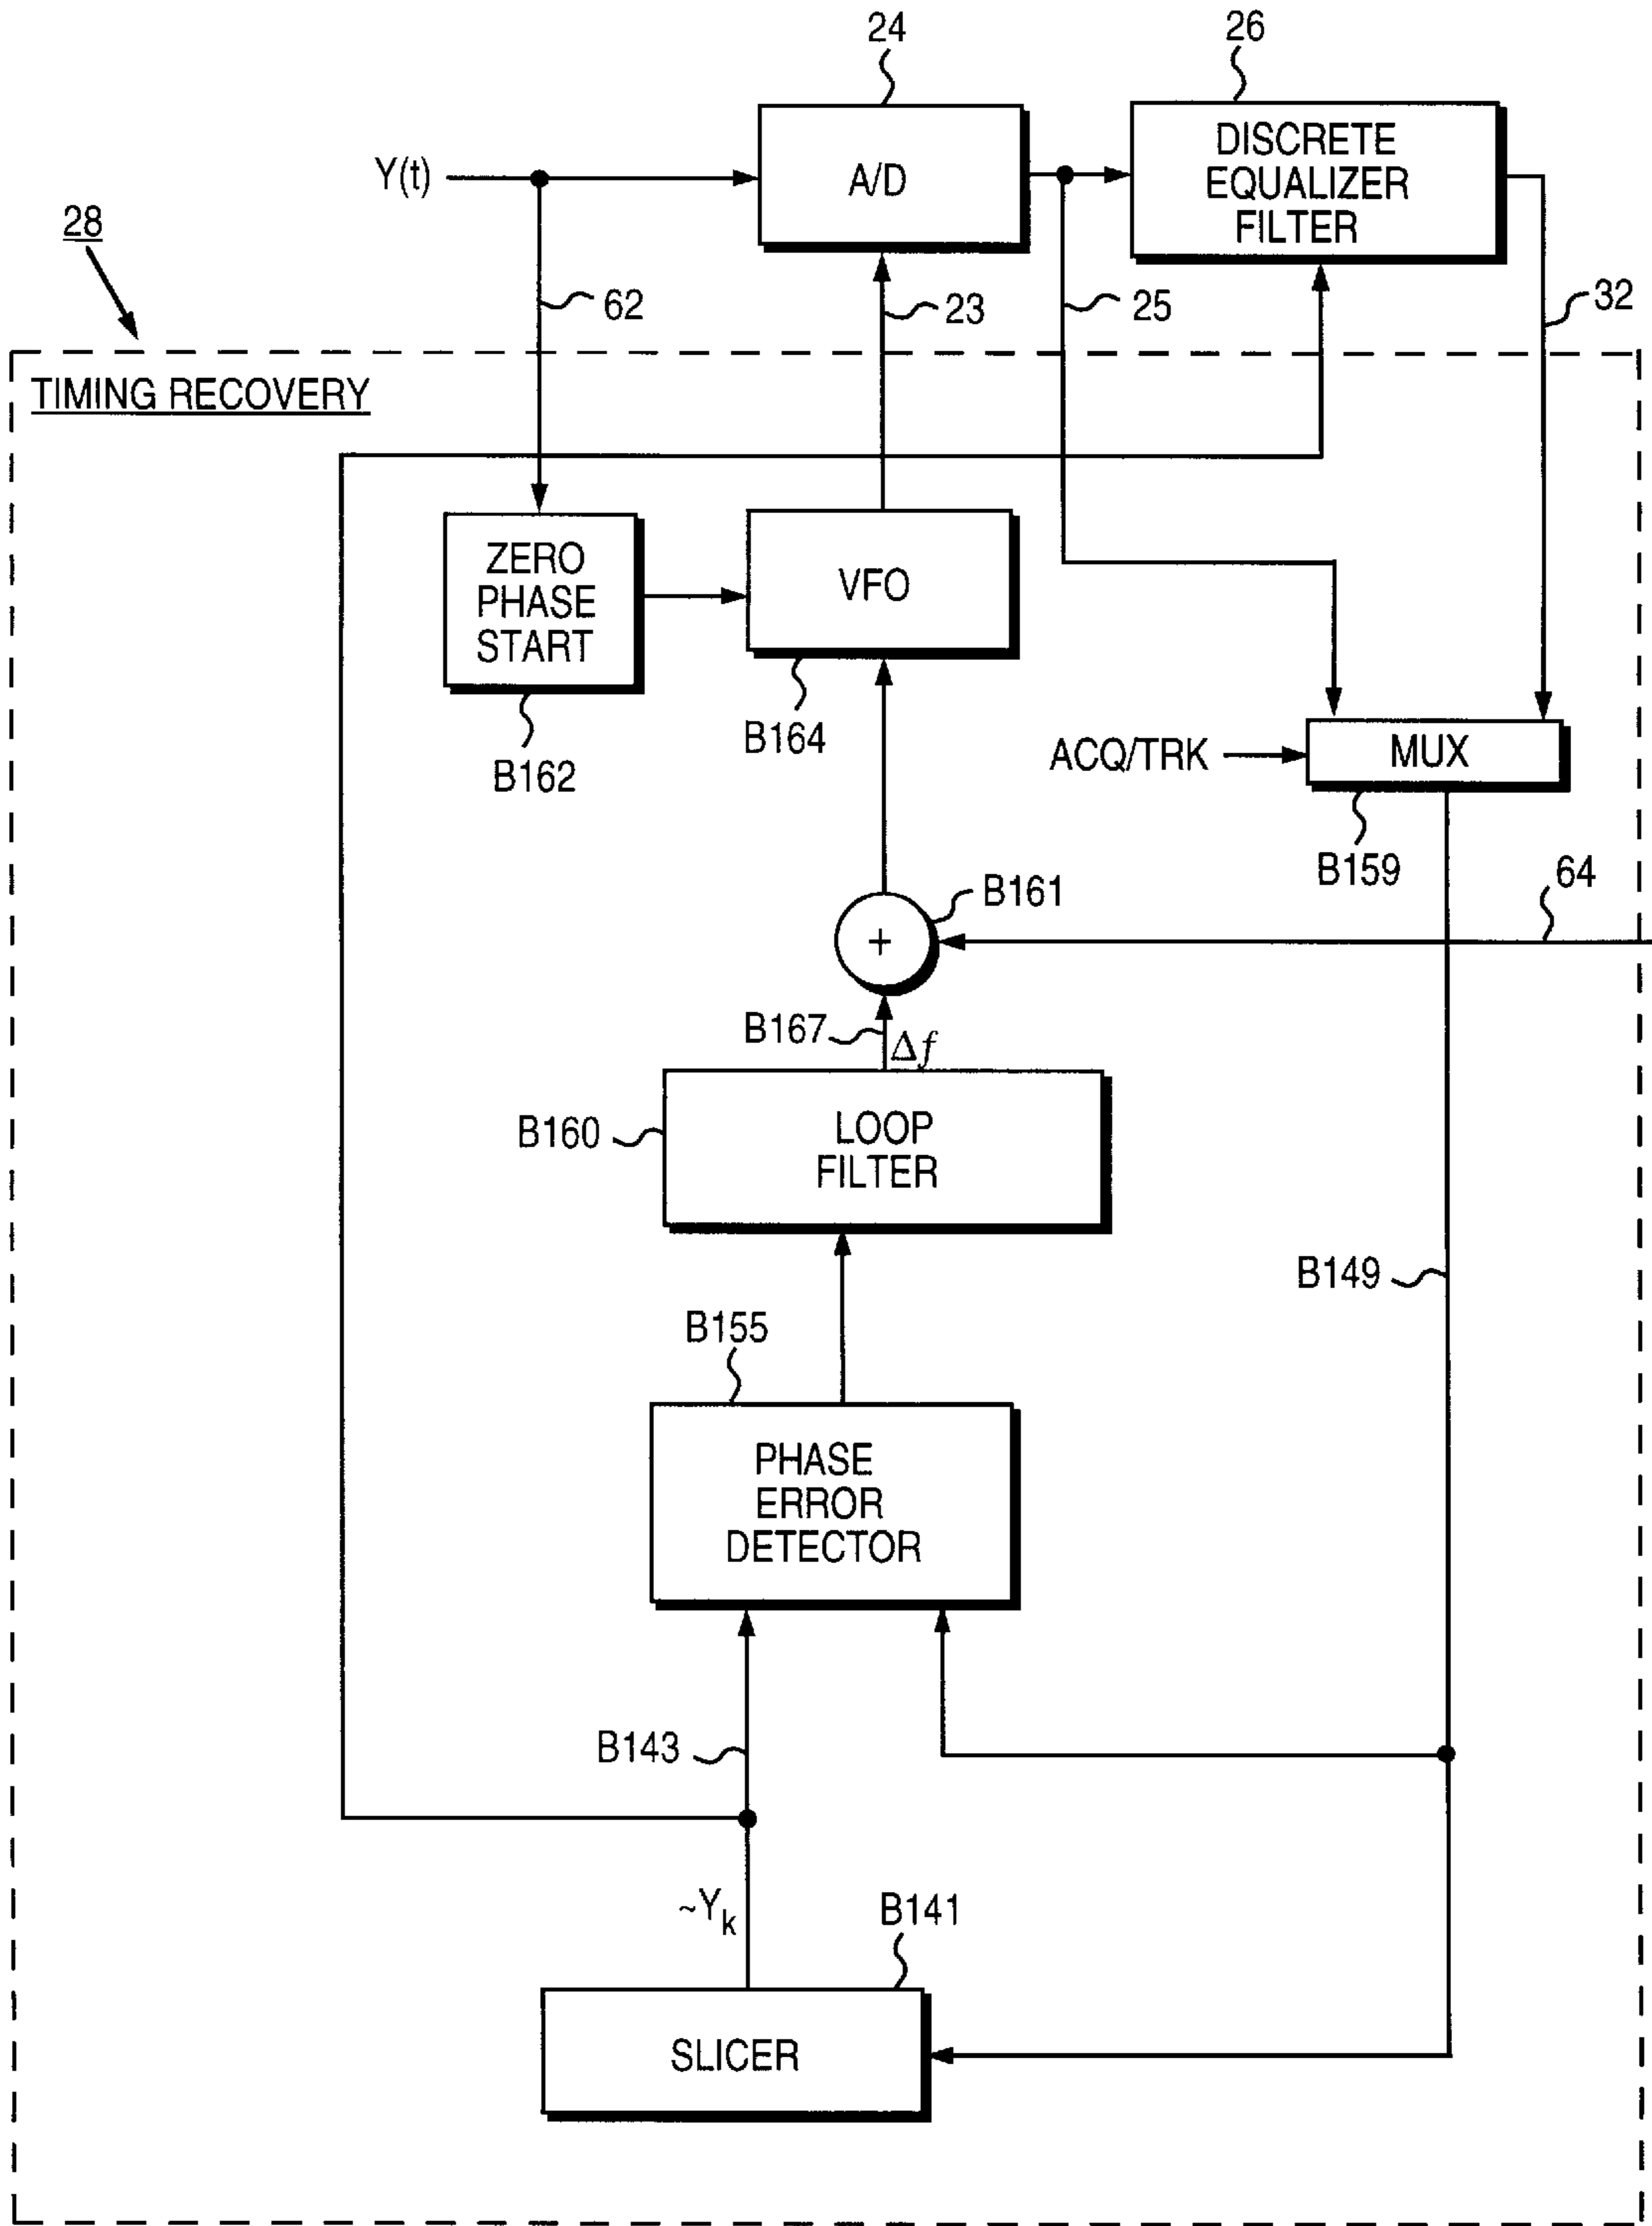 24
26
Y(t)
A/D
DISCRETE
EQUALIZER
FILTER
28
62
23
25
32
TIMING RECOVERY
ZERO
PHASE
START
VFO
B164
B162
ACQ/TRK
MUX
B159
B161
64
+
B167
Δf
B160
LOOP
FILTER
B149
B155
PHASE
ERROR
DETECTOR
B143
~Yk
B141
SLICER